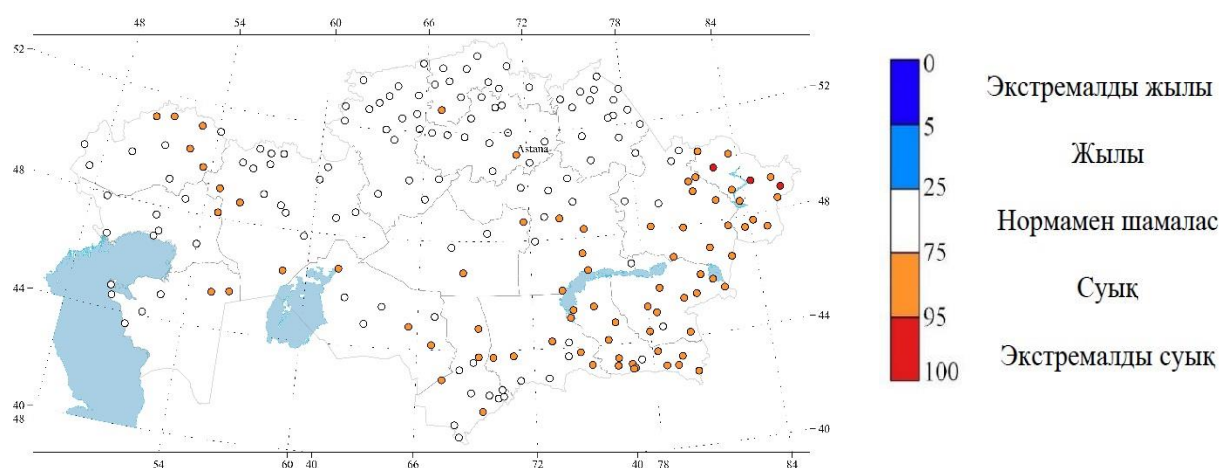 48 54 60 66 72 78 84
52
52
48
48
44
44
40
48
40
54 60 40 66 72 40 78 84
Astana
0
Экстремалды жылы
5
Жылы
25
Нормамен шамалас
75
Суық
95
Экстремалды суық
100